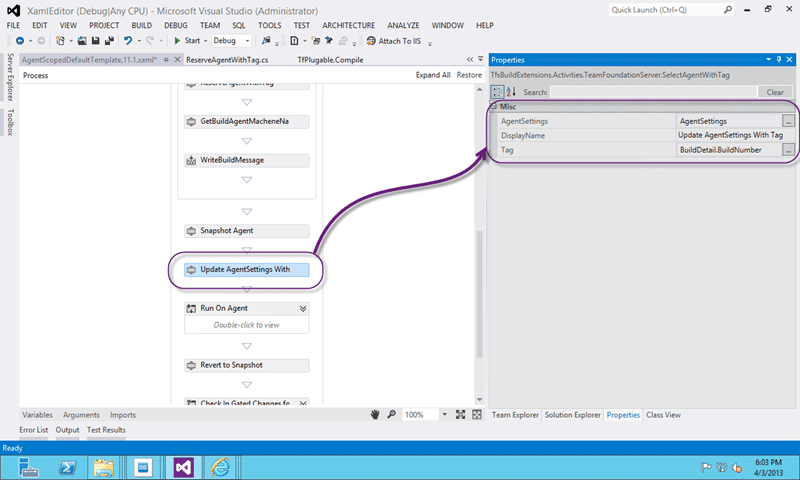 XamlEditor (Debug|Any CPU) - Microsoft Visual Studio (Administrator)
Quick Launch (Ctrl+Q)
FILE EDIT VIEW PROJECT BUILD DEBUG TEAM SQL TOOLS TEST ARCHITECTURE ANALYZE WINDOW HELP
Start Debug Attach To IIS
Server Explorer
Toolbox
AgentScopedDefaultTemplate.11.1.xaml* ReserveAgentWithTag.cs TfPlugable.Compile
Process Expand All Restore
ReserveAgentWithTag
GetBuildAgentMacheneNa
WriteBuildMessage
Snapshot Agent
Update AgentSettings With
Run On Agent
Double-click to view
Revert to Snapshot
Check In Gated Changes fo
Variables Arguments Imports 100%
Properties
TfsBuildExtensions.Activities.TeamFoundationServer.SelectAgentWithTag
Search: Clear
Misc
AgentSettings AgentSettings ...
DisplayName Update AgentSettings With Tag
Tag BuildDetail.BuildNumber ...
Team Explorer Solution Explorer Properties Class View
Error List Output Test Results
Ready
6:03 PM
4/3/2013